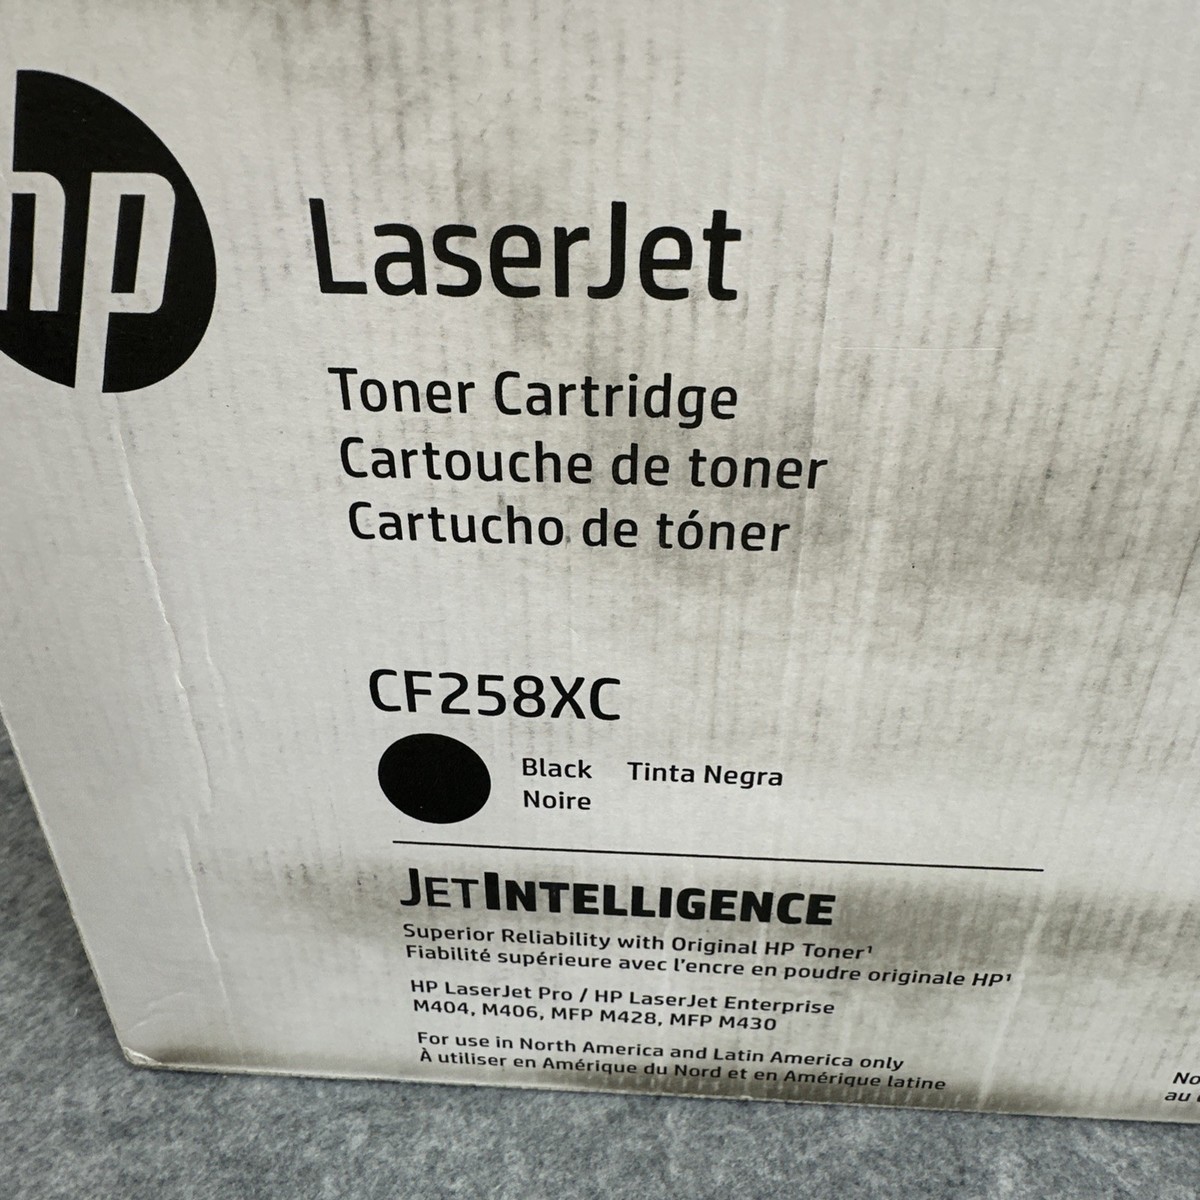 hp
LaserJet
Toner Cartridge
Cartouche de toner
Cartucho de tóner
CF258XC
Black Tinta Negra
Noire
JETINTELLIGENCE
Superior Reliability with Original HP Toner¹
Fiabilité supérieure avec l'encre en poudre originale HP¹
HP LaserJet Pro / HP LaserJet Enterprise
M404, M406, MFP M428, MFP M430
For use in North America and Latin America only
À utiliser en Amérique du Nord et en Amérique latine
au